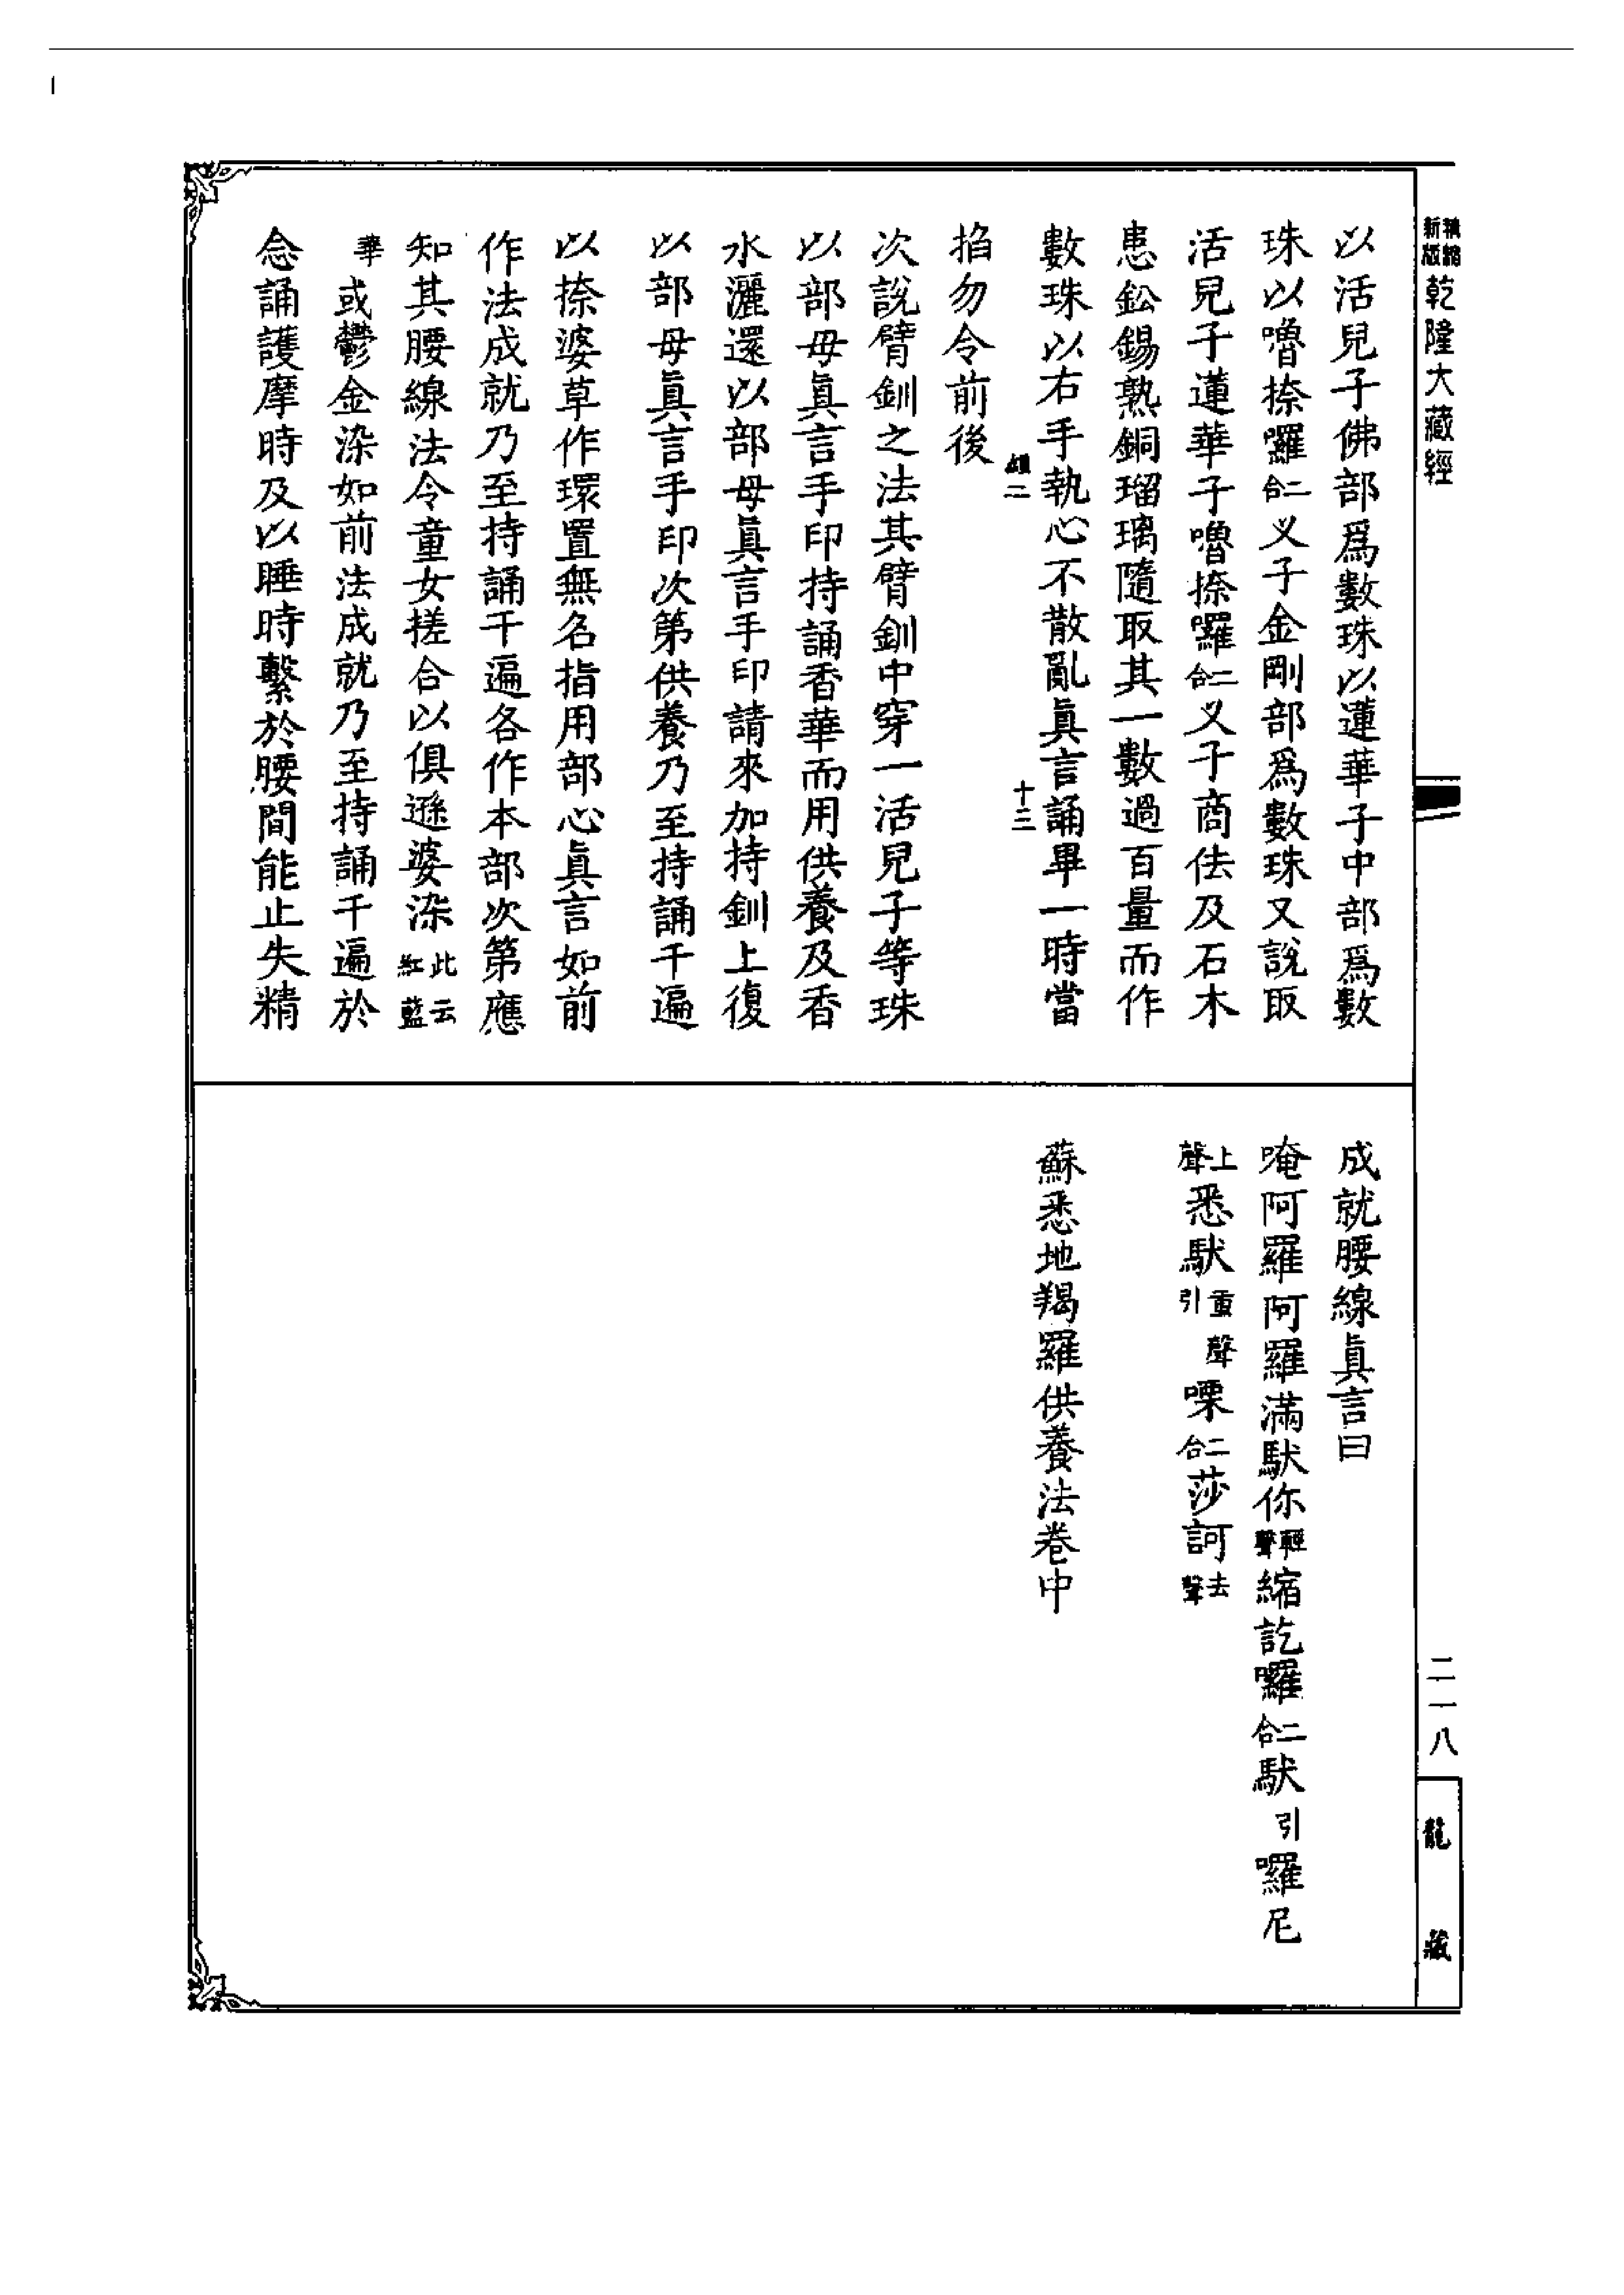 新版精縮乾隆大藏經
以活兒子佛部爲數珠以蓮華子中部爲數
珠以嚕捺囉二合义子金剛部爲數珠又說取
活兒子蓮華子嚕捺囉二合义子商佉及石木
患鈆錫熟銅瑠璃隨取其一數過百量而作
數珠以右手執心不散亂眞言誦畢一時當
十三
掐勿令前後
次說臂釧之法其臂釧中穿一活兒子等珠
以部母眞言手印持誦香華而用供養及香
水灑還以部母眞言手印請來加持釧上復
以部母眞言手印次第供養乃至持誦千遍
以捺婆草作環置無名指用部心眞言如前
作法成就乃至持誦千遍各作本部次第應
知其腰線法令童女搓合以俱遜婆染此云紅藍
華或鬱金染如前法成就乃至持誦千遍於
念誦護摩時及以睡時繫於腰間能止失精
成就腰線眞言曰
唵阿羅阿羅滿馱你輕聲縮訖囉二合馱引囉尼
上聲悉馱重聲引㗚二合莎訶去聲
蘇悉地羯羅供養法卷中
二一八
龍藏